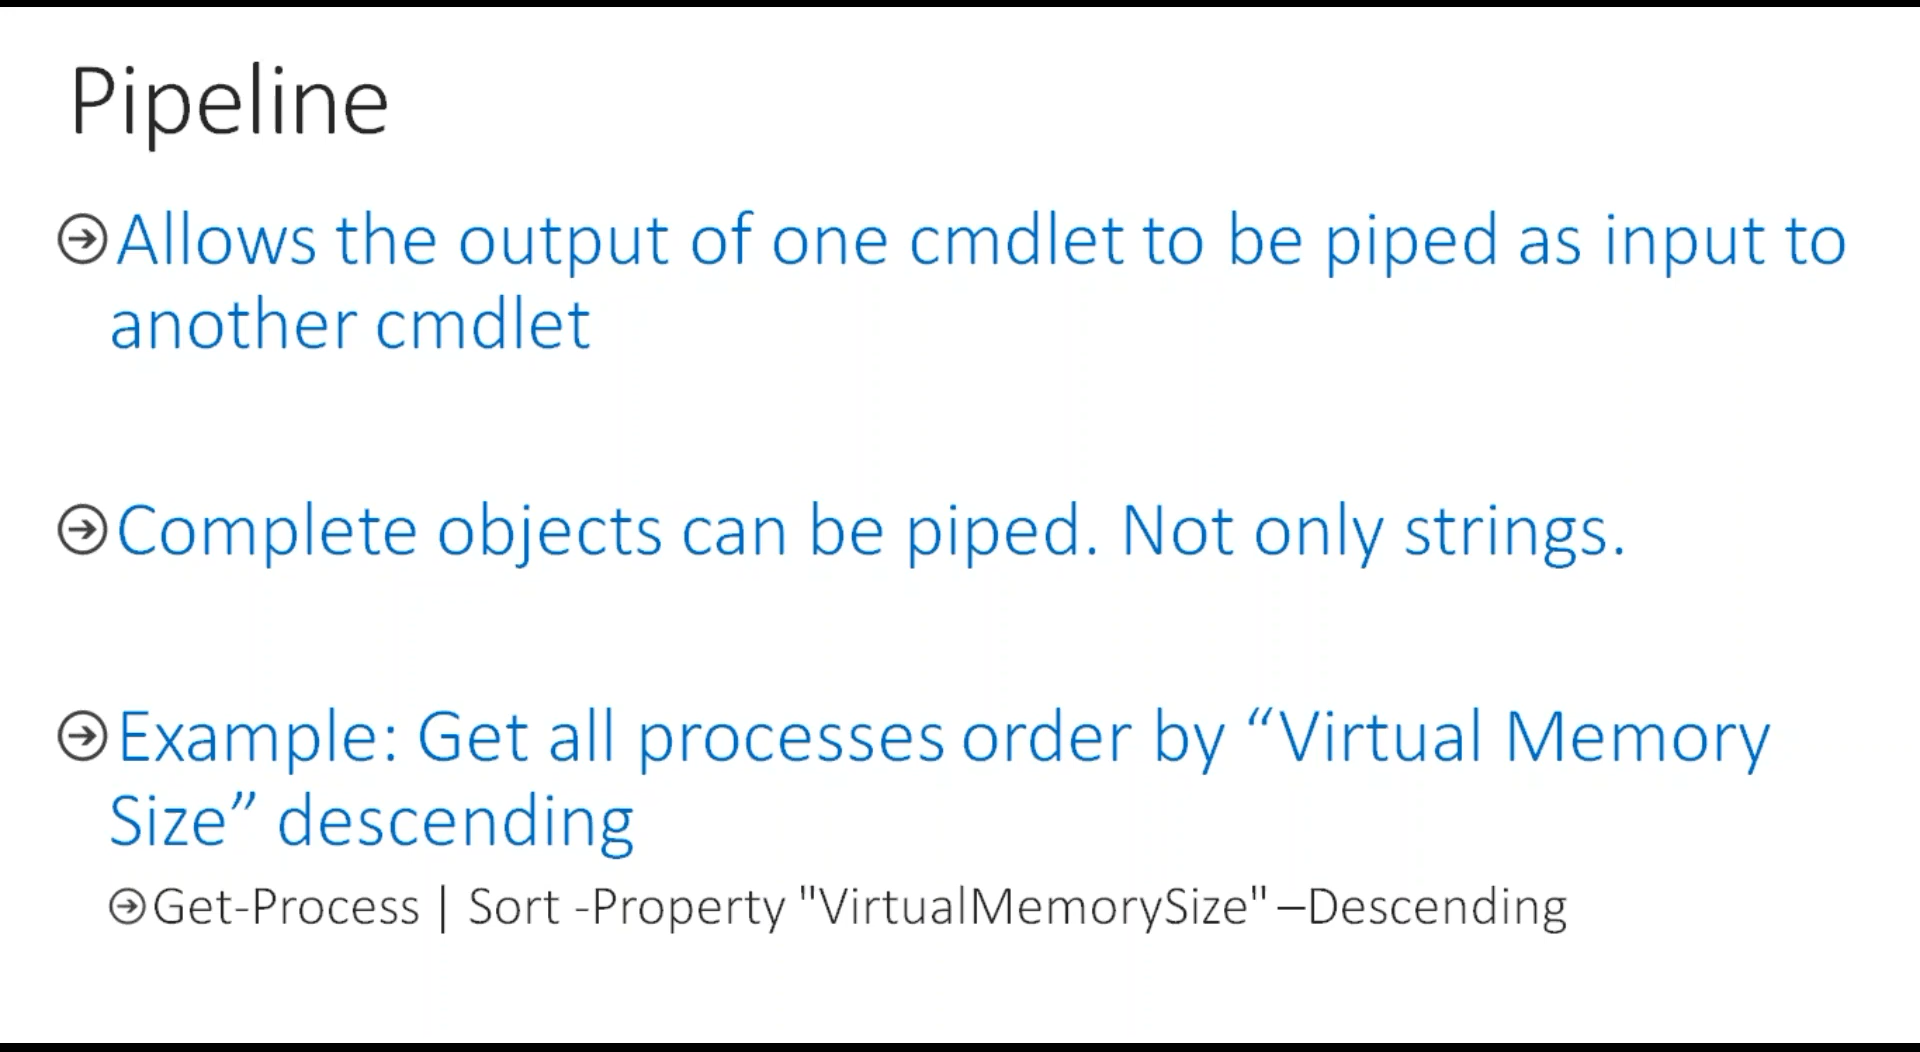 Pipeline
Allows the output of one cmdlet to be piped as input to
another cmdlet
Complete objects can be piped. Not only strings.
Example: Get all processes order by “Virtual Memory
Size” descending
Get-Process | Sort -Property "VirtualMemorySize" –Descending